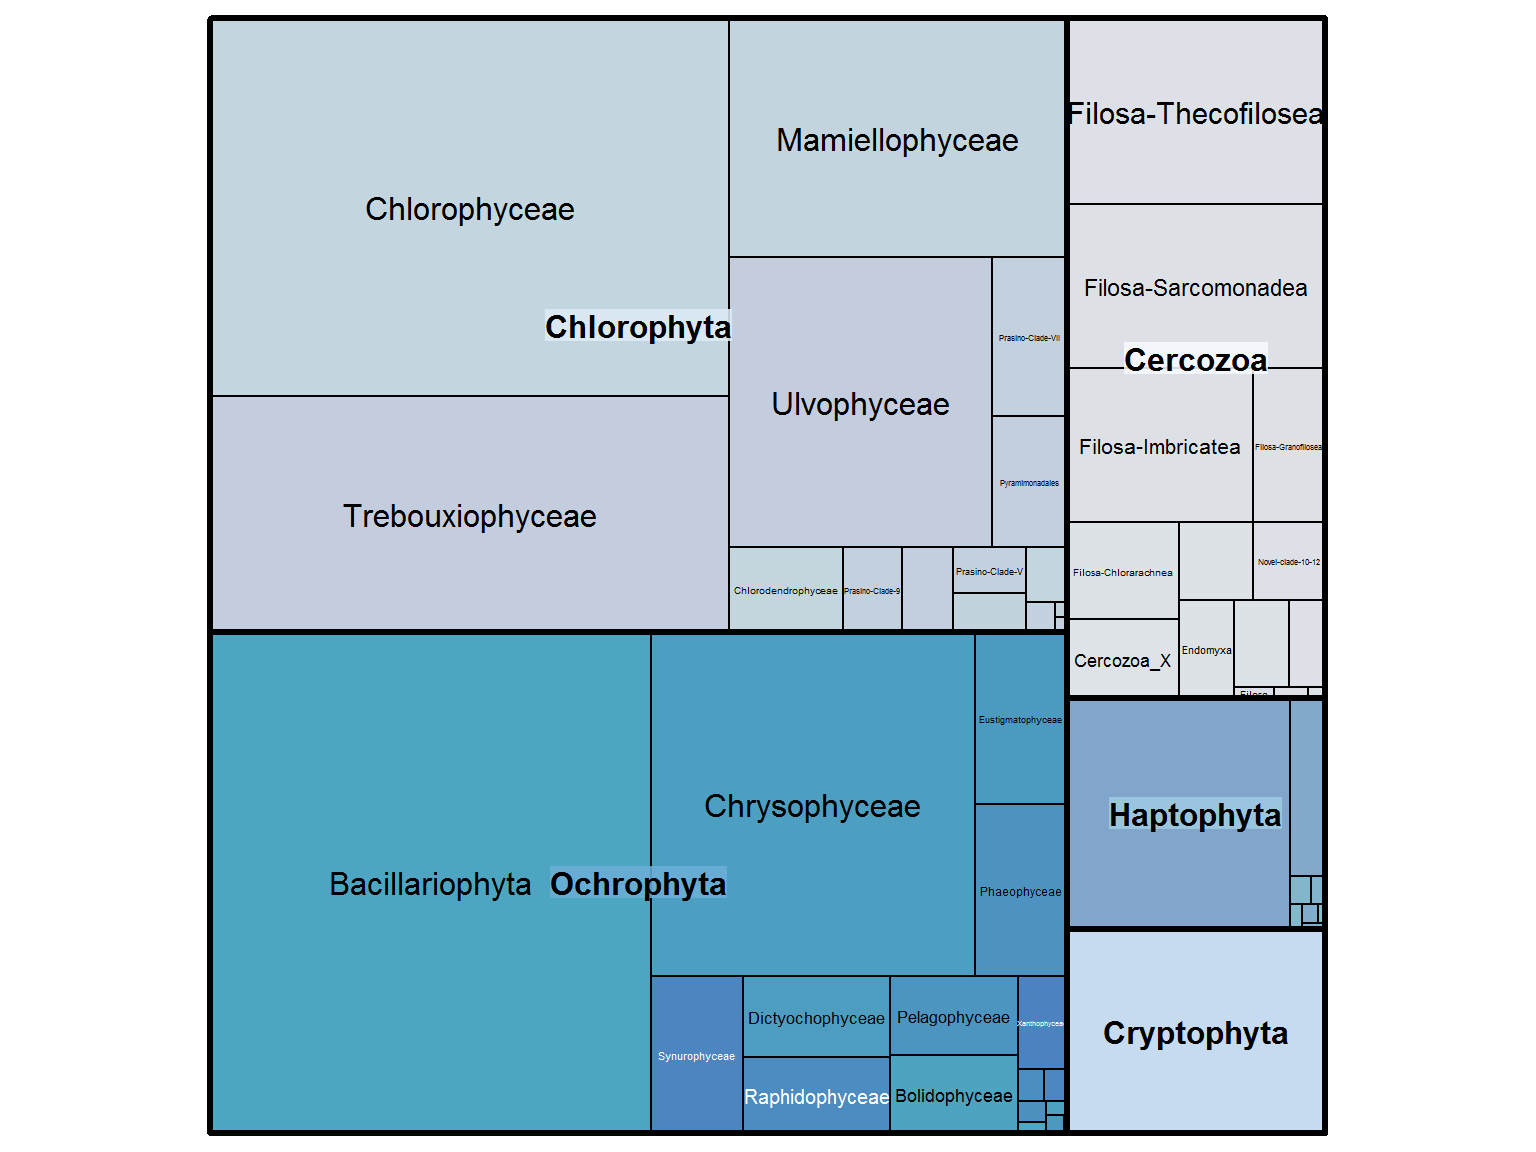 Chlorophyceae
Mamiellophyceae
Chlorophyta
Ulvophyceae
Prasino-Clade-VII
Pyramimonadales
Trebouxiophyceae
Chlorodendrophyceae
Prasino-Clade-9
Prasino-Clade-V
Filosa-Thecofilosea
Filosa-Sarcomonadea
Cercozoa
Filosa-Imbricatea
Filosa-Granofilosea
Filosa-Chlorarachnea
Novel-clade-10-12
Cercozoa_X
Endomyxa
Bacillariophyta
Ochrophyta
Chrysophyceae
Eustigmatophyceae
Phaeophyceae
Synurophyceae
Dictyochophyceae
Pelagophyceae
Xanthophyceae
Raphidophyceae
Bolidophyceae
Haptophyta
Cryptophyta